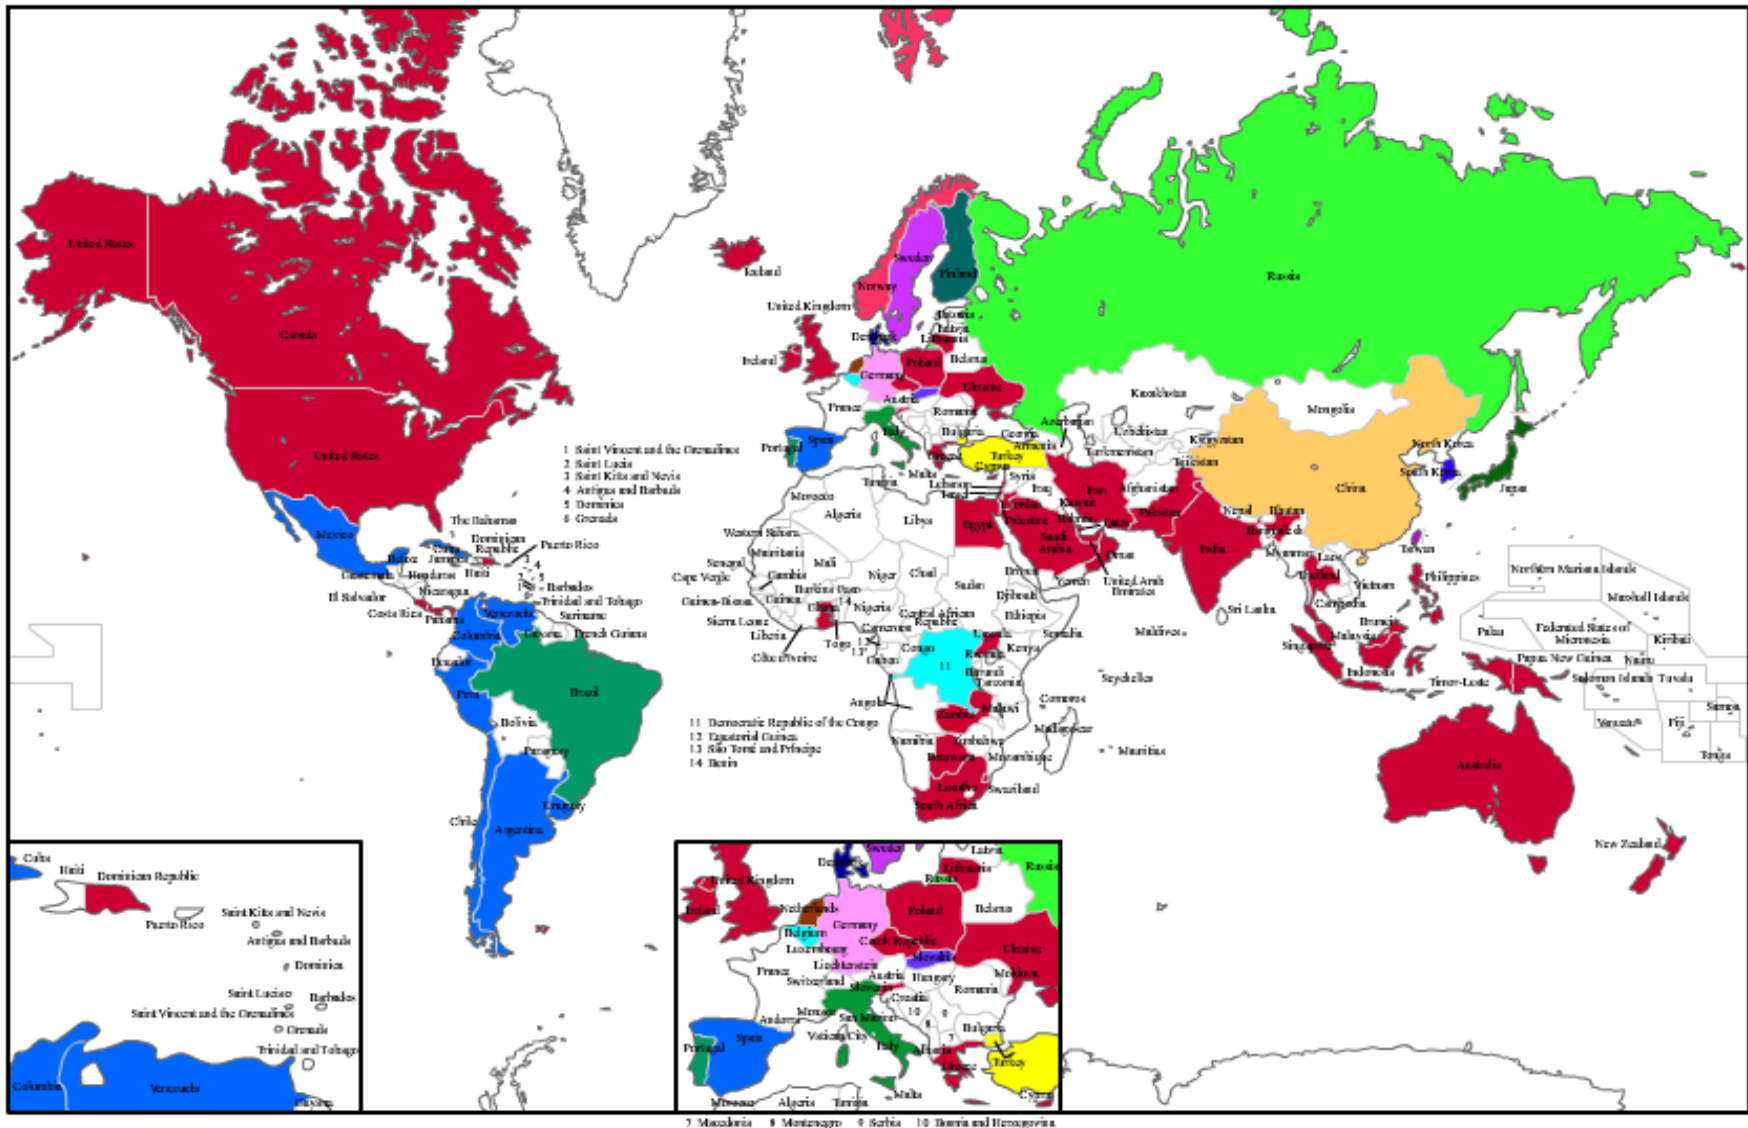 United States
Canada
United States
Mexico
Iceland
Norway
Sweden
Finland
Russia
United Kingdom
Ireland
Estonia
Latvia
Lithuania
Belarus
Poland
Germany
Ukraine
Austria
France
Romania
Italy
Bulgaria
Portugal
Spain
Greece
Turkey
Georgia
Armenia
Azerbaijan
Kazakhstan
Uzbekistan
Turkmenistan
Kyrgyzstan
Tajikistan
Mongolia
China
North Korea
South Korea
Japan
Malta
Cyprus
Lebanon
Israel
Syria
Iraq
Iran
Kuwait
Afghanistan
Pakistan
Jordan
Palestine
Bahrain
Qatar
Saudi Arabia
Oman
Yemen
United Arab Emirates
India
Nepal
Bhutan
Bangladesh
Myanmar
Laos
Thailand
Vietnam
Cambodia
Taiwan
Philippines
Sri Lanka
Maldives
Brunei
Malaysia
Singapore
Indonesia
Timor-Leste
Northern Mariana Islands
Marshall Islands
Palau
Federated States of Micronesia
Kiribati
Papua New Guinea
Nauru
Solomon Islands
Tuvalu
Vanuatu
Fiji
Samoa
Tonga
Australia
New Zealand
1 Saint Vincent and the Grenadines
2 Saint Lucia
3 Saint Kitts and Nevis
4 Antigua and Barbuda
5 Dominica
6 Grenada
The Bahamas
Cuba
Dominican Republic
Puerto Rico
Belize
Jamaica
Haiti
Guatemala
Honduras
El Salvador
Nicaragua
Costa Rica
Panama
Barbados
Trinidad and Tobago
Venezuela
Suriname
Guyana
French Guiana
Colombia
Ecuador
Peru
Brazil
Bolivia
Paraguay
Uruguay
Chile
Argentina
Morocco
Tunisia
Algeria
Libya
Egypt
Western Sahara
Mauritania
Mali
Niger
Chad
Sudan
Eritrea
Djibouti
Ethiopia
Somalia
Senegal
Cape Verde
Gambia
Guinea-Bissau
Guinea
Sierra Leone
Liberia
Côte d'Ivoire
Burkina Faso
Ghana
14
Togo
Nigeria
Cameroon
12
13
Central African Republic
Gabon
Congo
11
Uganda
Kenya
Rwanda
Burundi
Tanzania
Angola
Zambia
Malawi
Namibia
Zimbabwe
Mozambique
Botswana
Lesotho
Swaziland
South Africa
Comoros
Madagascar
Seychelles
Mauritius
11 Democratic Republic of the Congo
12 Equatorial Guinea
13 São Tomé and Príncipe
14 Benin
Cuba
Haiti
Dominican Republic
Puerto Rico
Saint Kitts and Nevis
Antigua and Barbuda
Dominica
Saint Lucia
Barbados
Saint Vincent and the Grenadines
Grenada
Trinidad and Tobago
Colombia
Venezuela
Guyana
Sweden
Latvia
Russia
Lithuania
Russia
United Kingdom
Ireland
Netherlands
Belgium
Luxembourg
Germany
Poland
Belarus
Czech Republic
Ukraine
Slovakia
Liechtenstein
France
Switzerland
Austria
Hungary
Moldova
Slovenia
Croatia
Romania
Monaco
San Marino
10
9
8
7
Andorra
Vatican City
Bulgaria
Portugal
Spain
Italy
Albania
Greece
Turkey
Morocco
Algeria
Tunisia
Malta
Cyprus
7 Macedonia 8 Montenegro 9 Serbia 10 Bosnia and Herzegovina